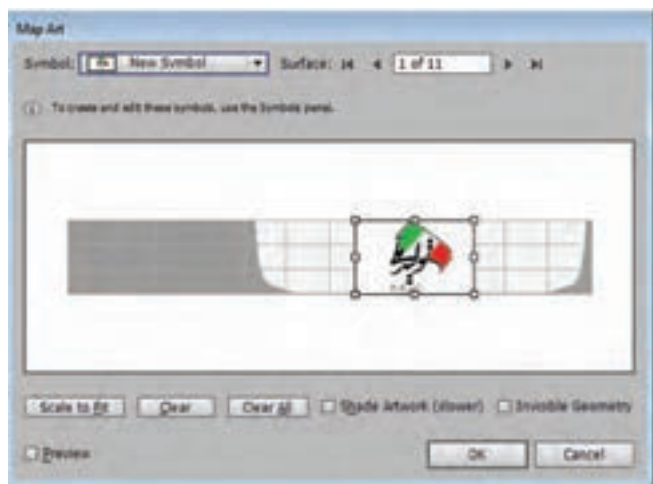 Map Art
Symbol: New Symbol Surface: 1 of 11
To create and edit these symbols, use the Symbols panel.
Scale to Fit Clear Clear All Shade Artwork (slower) Invisible Geometry
Preview OK Cancel